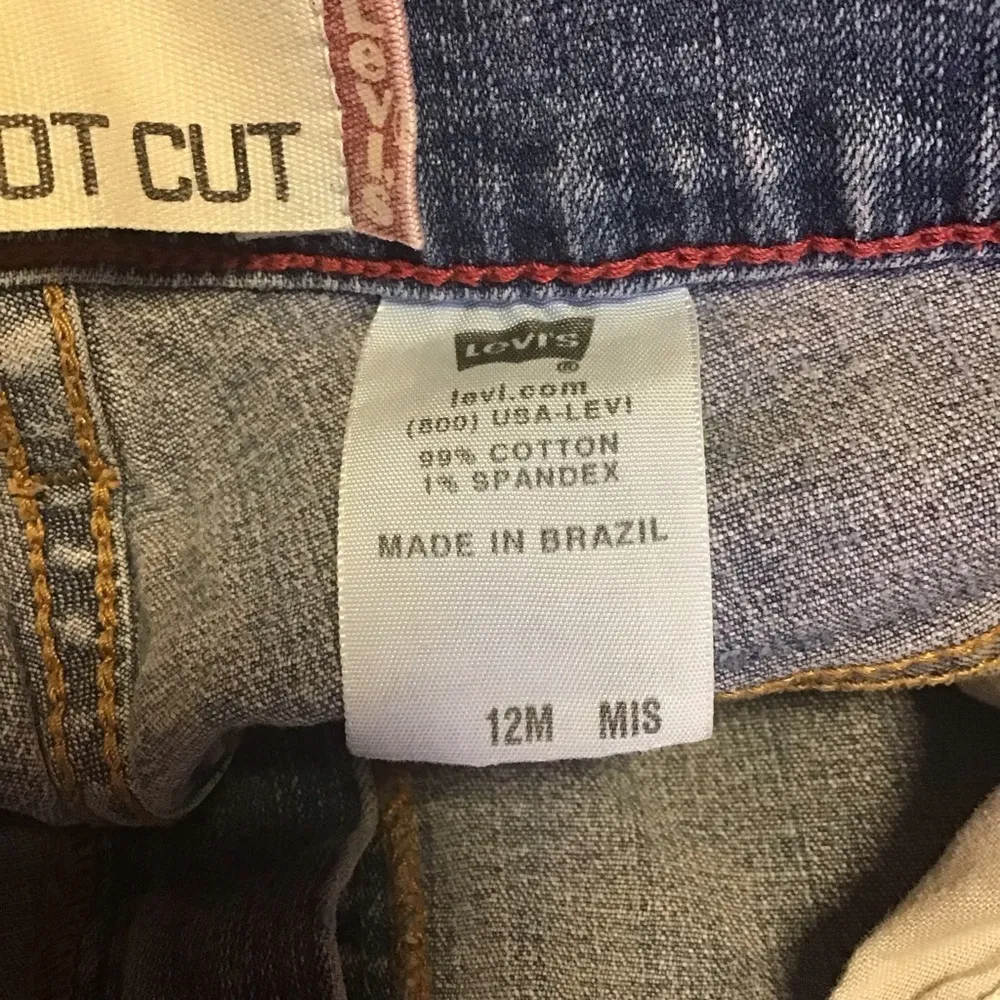 OT CUT
Levi's
LEVI'S
®
levi.com
(800) USA-LEVI
99% COTTON
1% SPANDEX
MADE IN BRAZIL
12M MIS